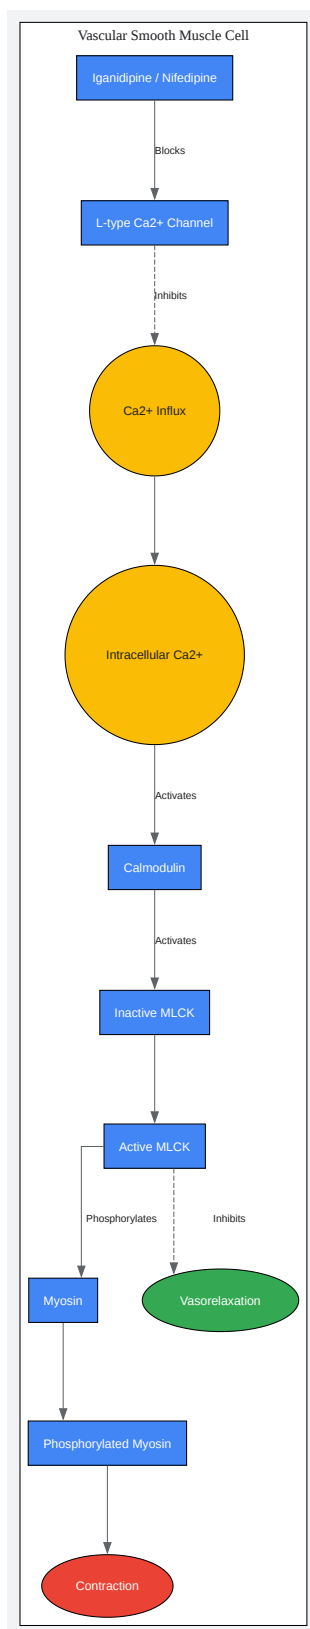 Vascular Smooth Muscle Cell
Iganidipine / Nifedipine
Blocks
L-type Ca2+ Channel
Inhibits
Ca2+ Influx
Intracellular Ca2+
Activates
Calmodulin
Activates
Inactive MLCK
Active MLCK
Phosphorylates
Inhibits
Myosin
Vasorelaxation
Phosphorylated Myosin
Contraction